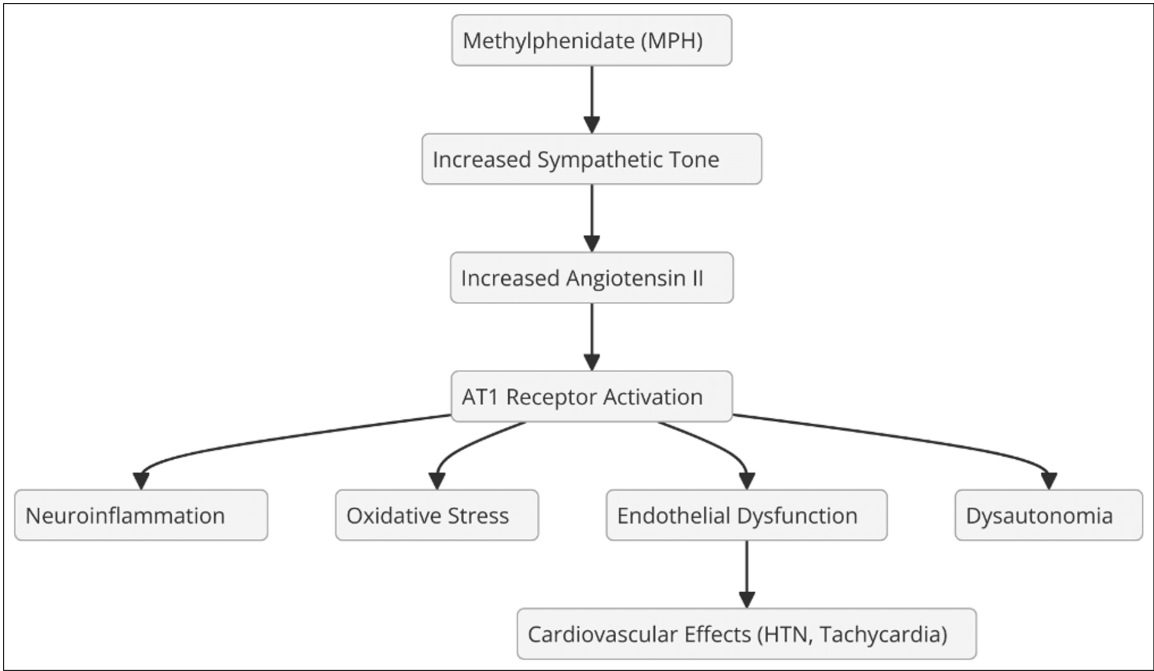 Methylphenidate (MPH)
Increased Sympathetic Tone
Increased Angiotensin II
AT1 Receptor Activation
Neuroinflammation
Oxidative Stress
Endothelial Dysfunction
Dysautonomia
Cardiovascular Effects (HTN, Tachycardia)